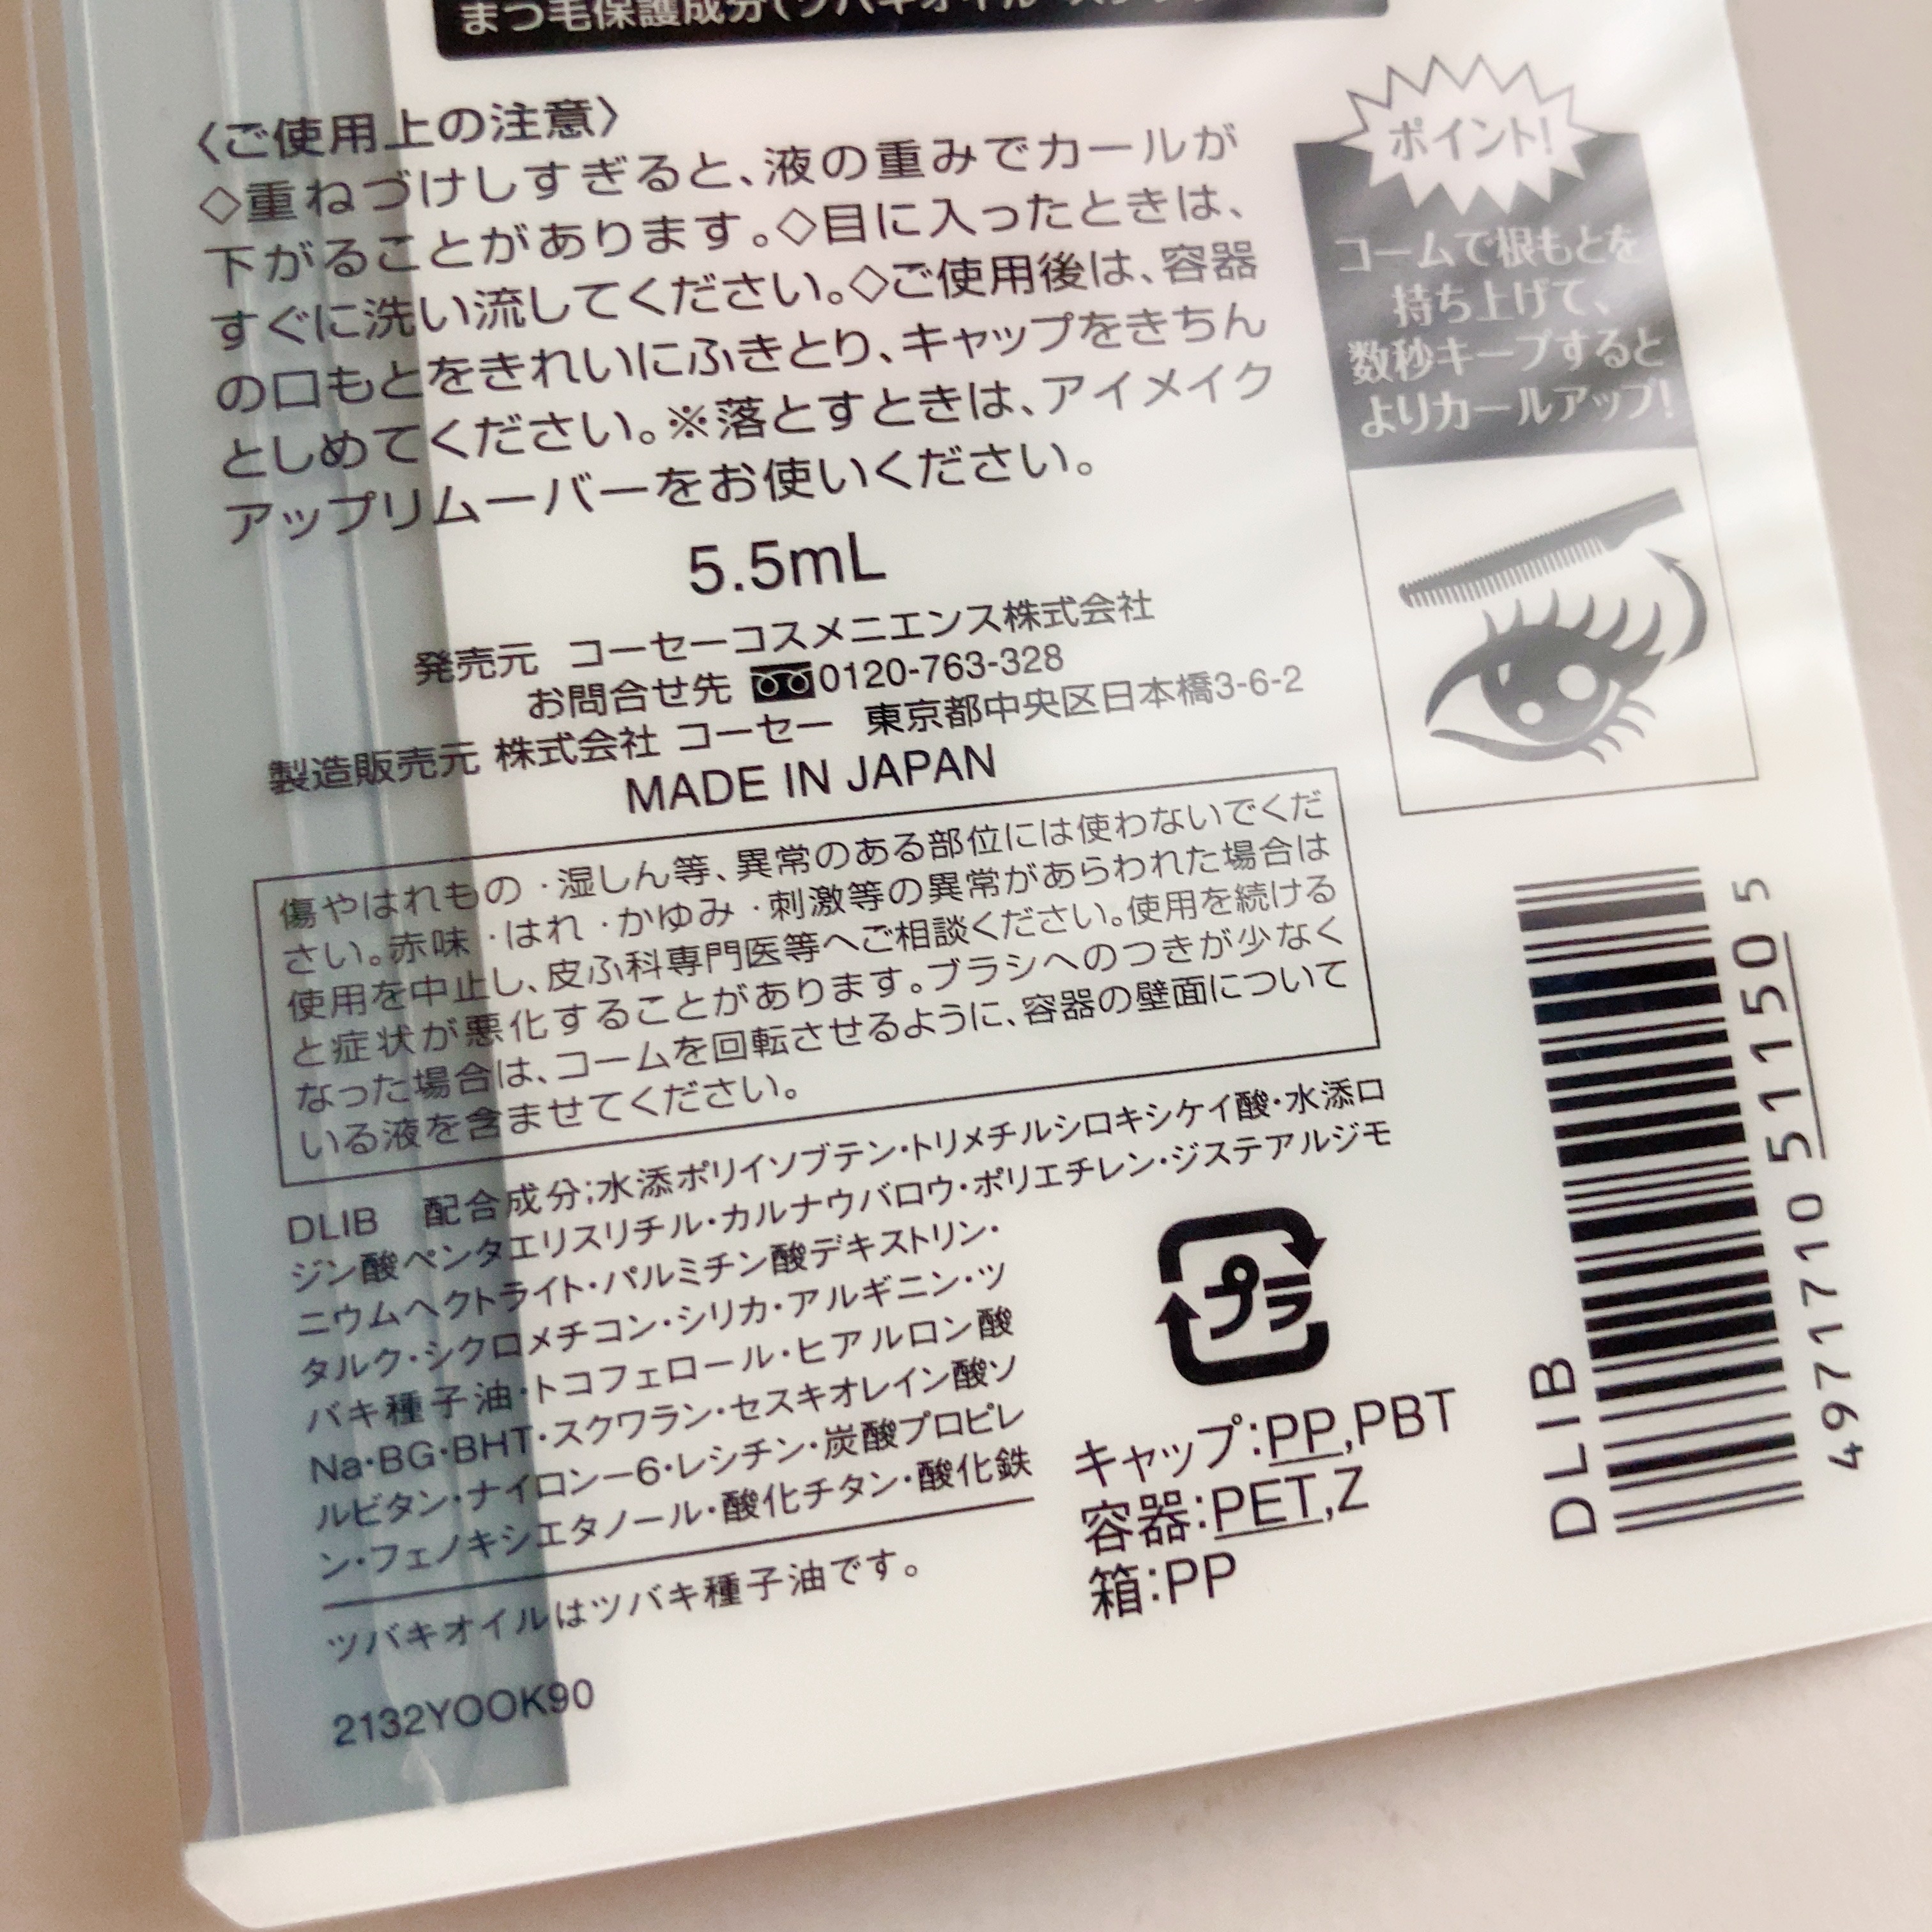 まつ毛保護成分(ツバキオイル
〈ご使用上の注意〉
◇重ねづけしすぎると、液の重みでカールが
下がることがあります。◇目に入ったときは、
すぐに洗い流してください。◇ご使用後は、容器
の口もとをきれいにふきとり、キャップをきちん
としめてください。※落とすときは、アイメイク
アップリムーバーをお使いください。
5.5mL
発売元 コーセーコスメニエンス株式会社
お問合せ先 0120-763-328
製造販売元 株式会社 コーセー 東京都中央区日本橋3-6-2
MADE IN JAPAN
傷やはれもの・湿しん等、異常のある部位には使わないでくだ
さい。赤味・はれ・かゆみ・刺激等の異常があらわれた場合は
使用を中止し、皮ふ科専門医等へご相談ください。使用を続ける
と症状が悪化することがあります。ブラシへのつきが少なく
なった場合は、コームを回転させるように、容器の壁面について
いる液を含ませてください。
DLIB 配合成分;水添ポリイソブテン・トリメチルシロキシケイ酸・水添ロ
ジン酸ペンタエリスリチル・カルナウバロウ・ポリエチレン・ジステアルジモ
ニウムヘクトライト・パルミチン酸デキストリン・
タルク・シクロメチコン・シリカ・アルギニン・ツ
バキ種子油・トコフェロール・ヒアルロン酸
Na・BG・BHT・スクワラン・セスキオレイン酸ソ
ルビタン・ナイロンー6・レシチン・炭酸プロピレ
ン・フェノキシエタノール・酸化チタン・酸化鉄
ツバキオイルはツバキ種子油です。
2132YOOK90
ポイント!
コームで根もとを
持ち上げて、
数秒キープすると
よりカールアップ!
プラ
キャップ:PP,PBT
容器:PET,Z
箱:PP
DLIB
4971710511505